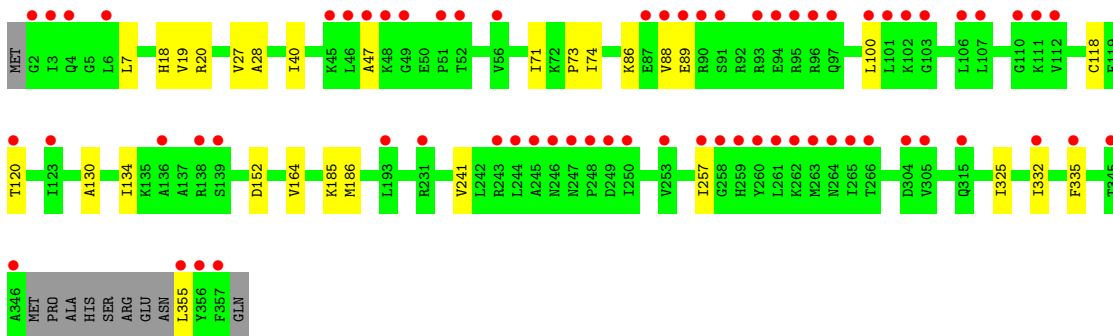 MET G2 I3 Q4 G5 L6 L7 H18 V19 R20 V27 A28 I40 K45 L46 A47 K48 G49 E50 P51 T52 V56 I71 K72 P73 I74 K86 E87 V88 E89 R90 S91 R92 R93 E94 R95 R96 Q97 L100 L101 K102 G103 L106 L107 G110 K111 V112 C118 E119
T120 I123 A130 I134 K135 A136 A137 R138 S139 D152 V164 K185 M186 L193 R231 V241 L242 R243 L244 A245 N246 N247 P248 D249 I250 V253 I257 G258 H259 Y260 L261 K262 M263 N264 I265 T266 D304 V305 Q315 I325 I332 F335 T345
A346 MET PRO ALA HIS SER ARG GLU ASN L355 Y356 F357 GLN